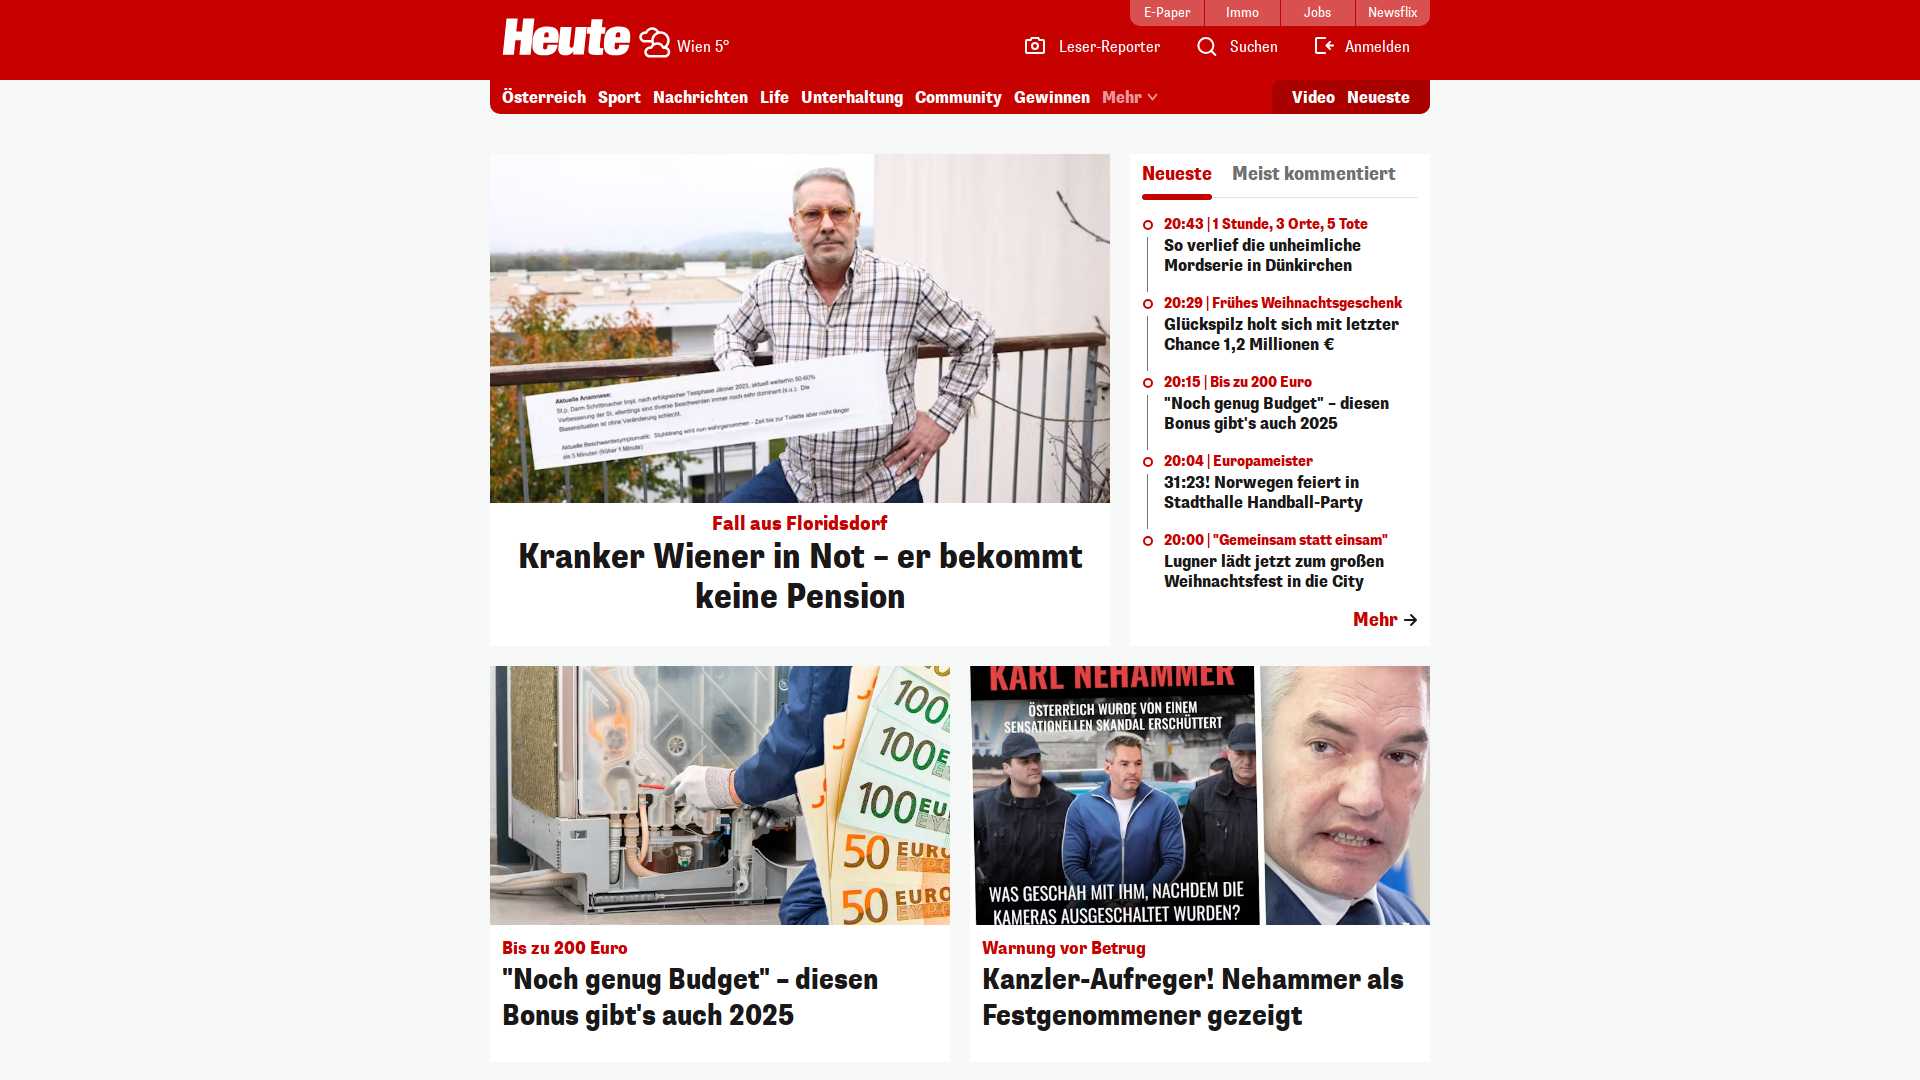 E-Paper
Immo
Jobs
Newsflix
Heute
Wien 5°
Leser-Reporter
Suchen
Anmelden
Österreich
Sport
Nachrichten
Life
Unterhaltung
Community
Gewinnen
Mehr
Video
Neueste
Aktuelle Anamnese:
Fall aus Floridsdorf
Kranker Wiener in Not – er bekommt
keine Pension
Neueste
Meist kommentiert
20:43 | 1 Stunde, 3 Orte, 5 Tote
So verlief die unheimliche
Mordserie in Dünkirchen
20:29 | Frühes Weihnachtsgeschenk
Glückspilz holt sich mit letzter
Chance 1,2 Millionen €
20:15 | Bis zu 200 Euro
"Noch genug Budget" – diesen
Bonus gibt's auch 2025
20:04 | Europameister
31:23! Norwegen feiert in
Stadthalle Handball-Party
20:00 | "Gemeinsam statt einsam"
Lugner lädt jetzt zum großen
Weihnachtsfest in die City
Mehr
100
100
100 EU
50 EURO
50 EURO
Bis zu 200 Euro
"Noch genug Budget" – diesen
Bonus gibt's auch 2025
KARL NEHAMMER
ÖSTERREICH WURDE VON EINEM
SENSATIONELLEN SKANDAL ERSCHÜTTERT
WAS GESCHAH MIT IHM, NACHDEM DIE
KAMERAS AUSGESCHALTET WURDEN?
Warnung vor Betrug
Kanzler-Aufreger! Nehammer als
Festgenommener gezeigt